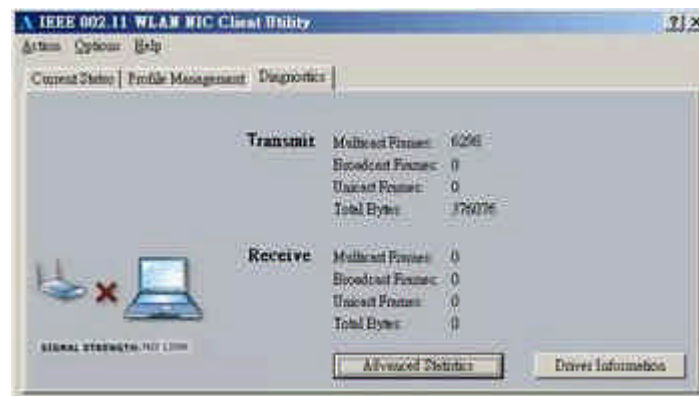 IEEE 802.11 WLAN NIC Client Utility
Action Options Help
Current Status Profile Management Diagnostics
Transmit
Multicast Frames: 6296
Broadcast Frames: 0
Unicast Frames: 0
Total Bytes: 376076
Receive
Multicast Frames: 0
Broadcast Frames: 0
Unicast Frames: 0
Total Bytes: 0
SIGNAL STRENGTH: NO LINK
Advanced Statistics Driver Information